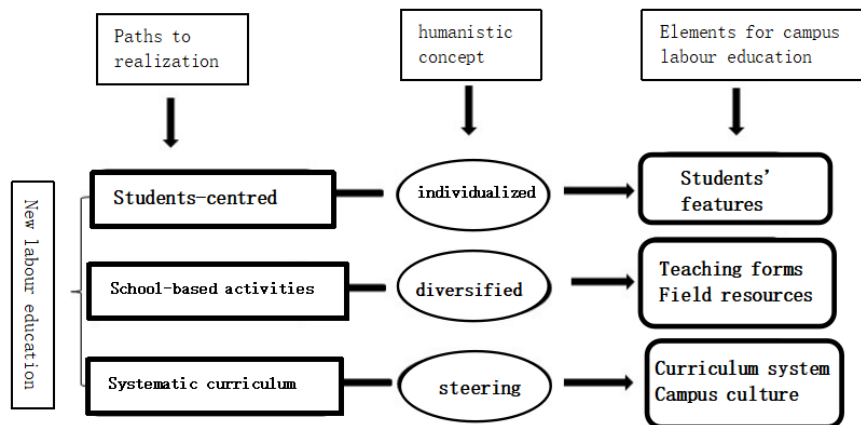 Paths to
realization
humanistic
concept
Elements for campus
labour education
New labour education
Students-centred
individualized
Students'
features
School-based activities
diversified
Teaching forms
Field resources
Systematic curriculum
steering
Curriculum system
Campus culture